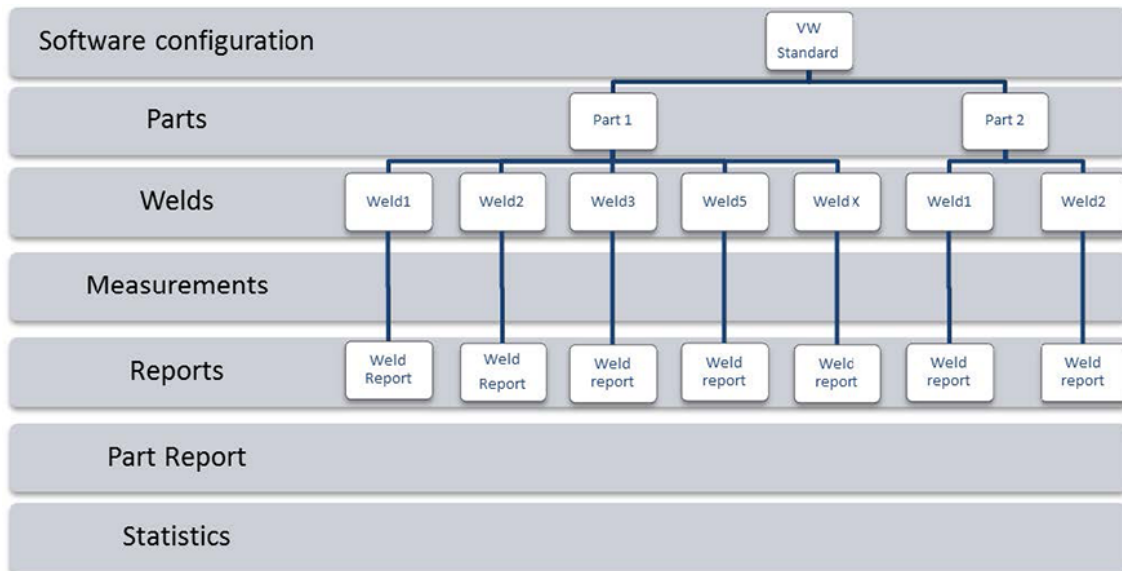 Software configuration
VW
Standard
Parts
Part 1
Part 2
Welds
Weld1
Weld2
Weld3
Weld5
Weld X
Weld1
Weld2
Measurements
Reports
Weld
Report
Weld
Report
Weld
report
Weld
report
Weld
report
Weld
report
Weld
report
Part Report
Statistics